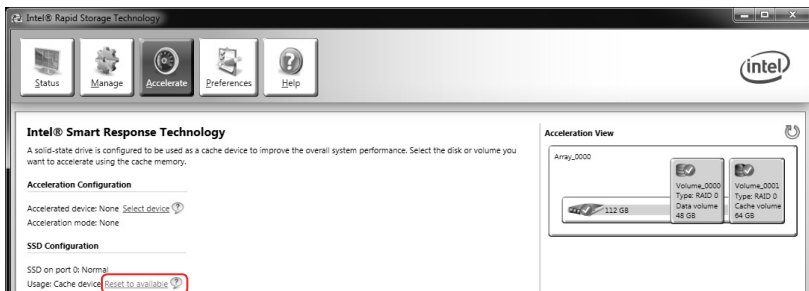 Intel® Rapid Storage Technology
Status
Manage
Accelerate
Preferences
Help
intel
Intel® Smart Response Technology
A solid-state drive is configured to be used as a cache device to improve the overall system performance. Select the disk or volume you
want to accelerate using the cache memory.
Acceleration Configuration
Accelerated device: None Select device
Acceleration mode: None
SSD Configuration
SSD on port 0: Normal
Usage: Cache device Reset to available
Acceleration View
Array_0000
112 GB
Volume_0000
Type: RAID 0
Data volume
48 GB
Volume_0001
Type: RAID 0
Cache volume
64 GB